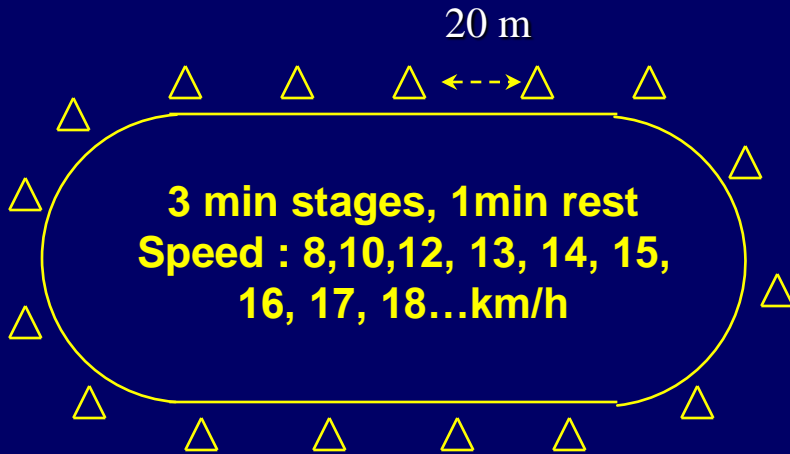 20 m
3 min stages, 1min rest
Speed : 8,10,12, 13, 14, 15,
16, 17, 18…km/h